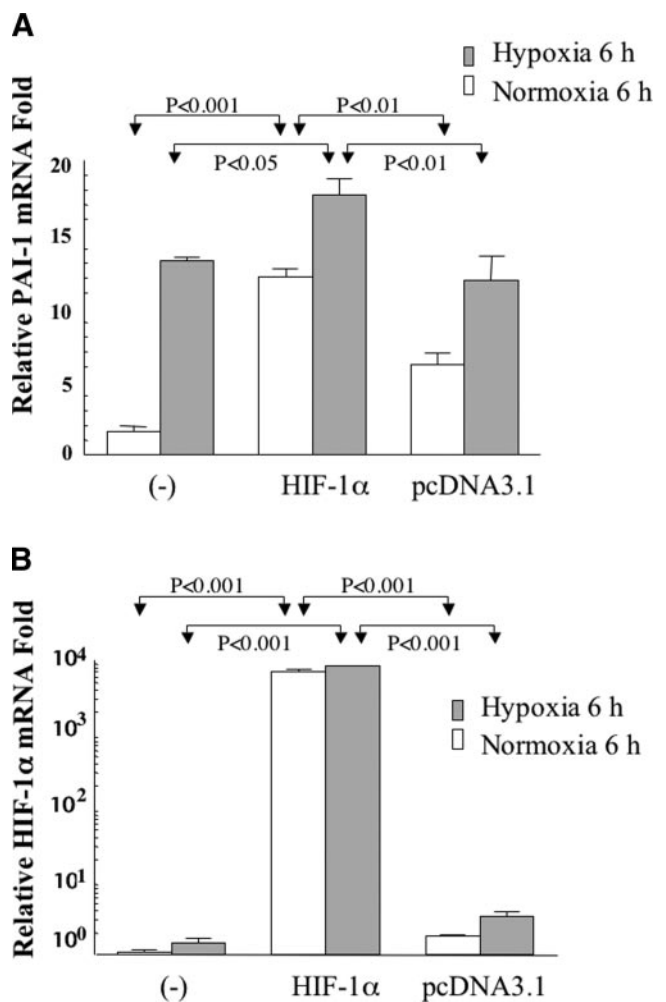 A
Hypoxia 6 h
Normoxia 6 h
Relative PAI-1 mRNA Fold
P<0.001
P<0.01
P<0.05
P<0.01
20
15
10
5
0
(-)
HIF-1α
pcDNA3.1
B
Relative HIF-1α mRNA Fold
P<0.001
P<0.001
P<0.001
P<0.001
10⁴
10³
10²
10¹
10⁰
Hypoxia 6 h
Normoxia 6 h
(-)
HIF-1α
pcDNA3.1